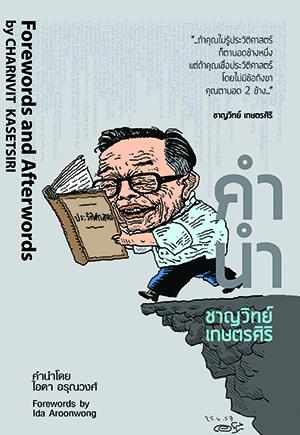 Forewords and Afterwords
by CHARNVIT KASETSIRI
"...ถ้าคุณไม่รู้ประวัติศาสตร์
ก็ตาบอดข้างหนึ่ง
แต่ถ้าคุณเชื่อประวัติศาสตร์
โดยไม่มีข้อกังขา
คุณตาบอด 2 ข้าง..."
ชาญวิทย์ เกษตรศิริ
ประวัติศาสตร์
คำ
นำ
ชาญวิทย์
เกษตรศิริ
คำนำโดย
ไอดา อรุณวงศ์
Forewords by
Ida Aroonwong
๒๕.๔.๕๗